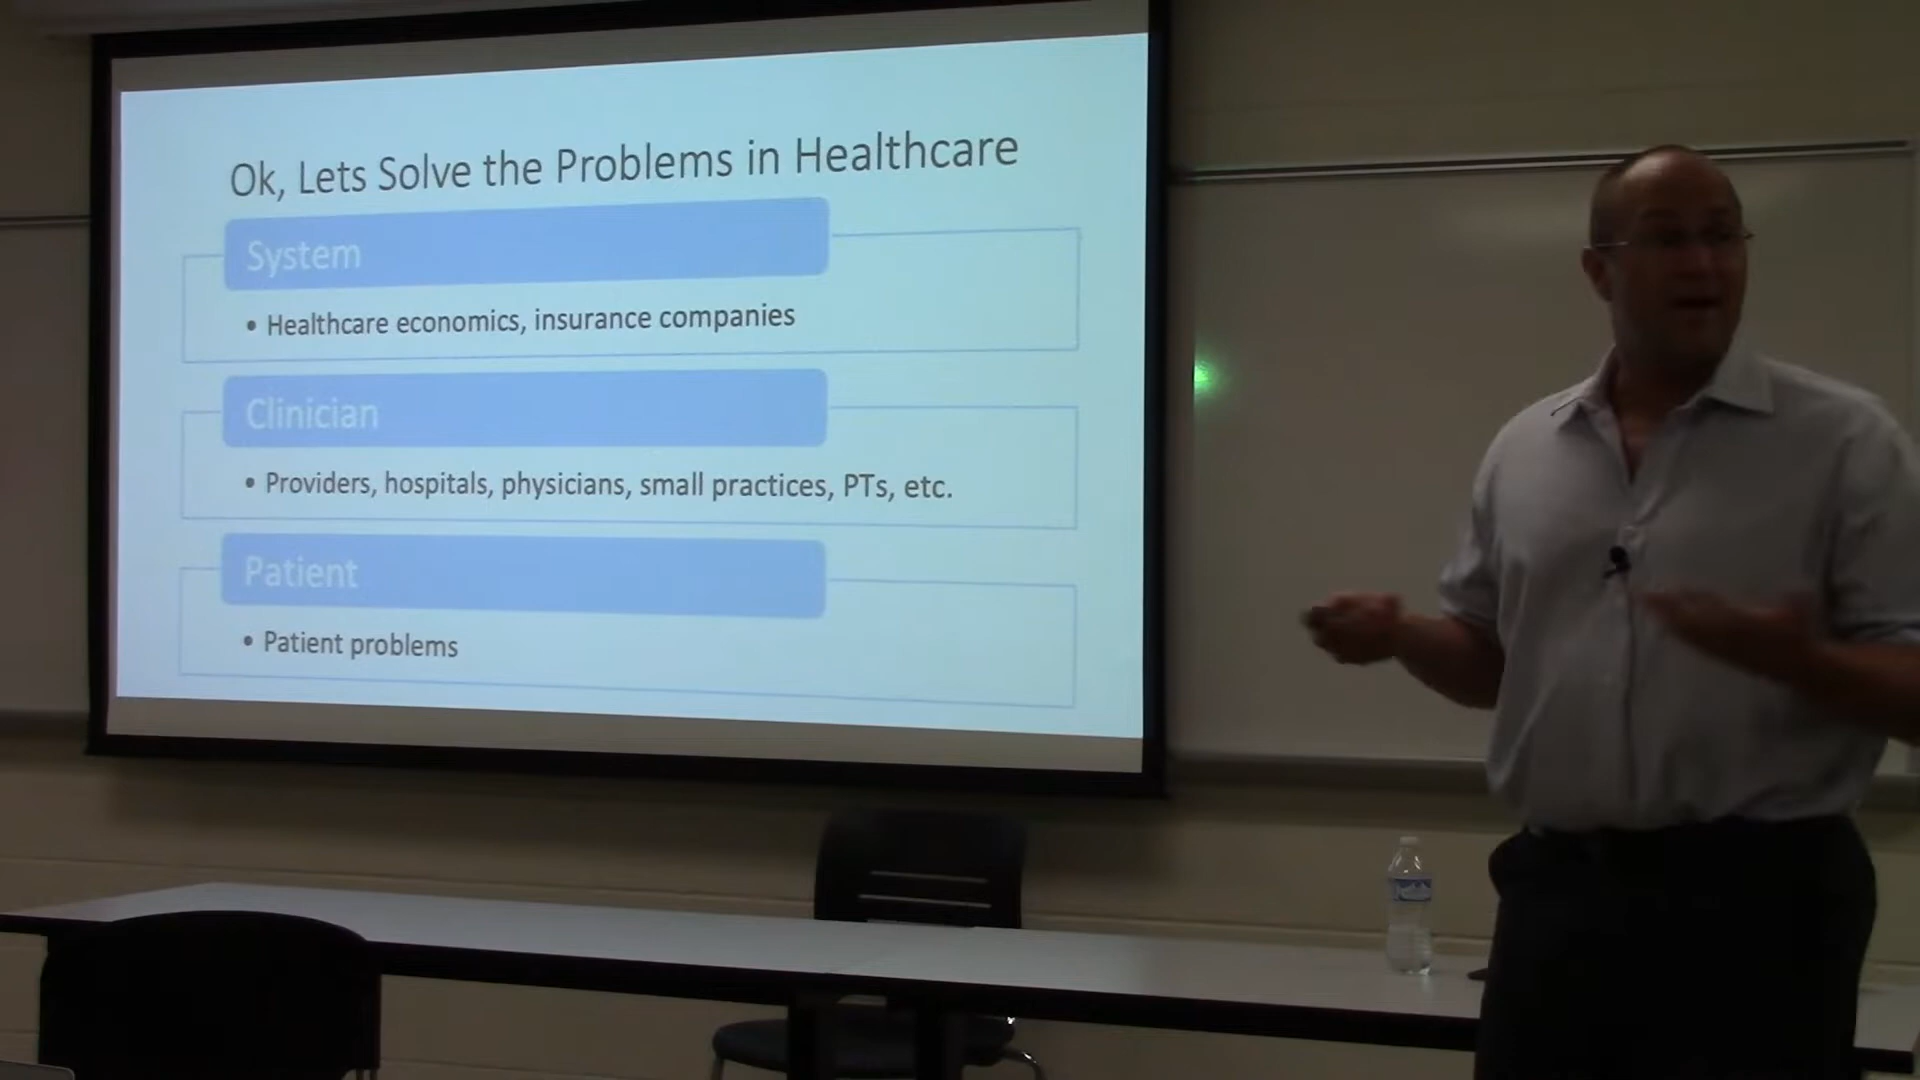 Ok, Lets Solve the Problems in Healthcare
System
• Healthcare economics, insurance companies
Clinician
• Providers, hospitals, physicians, small practices, PTs, etc.
Patient
• Patient problems